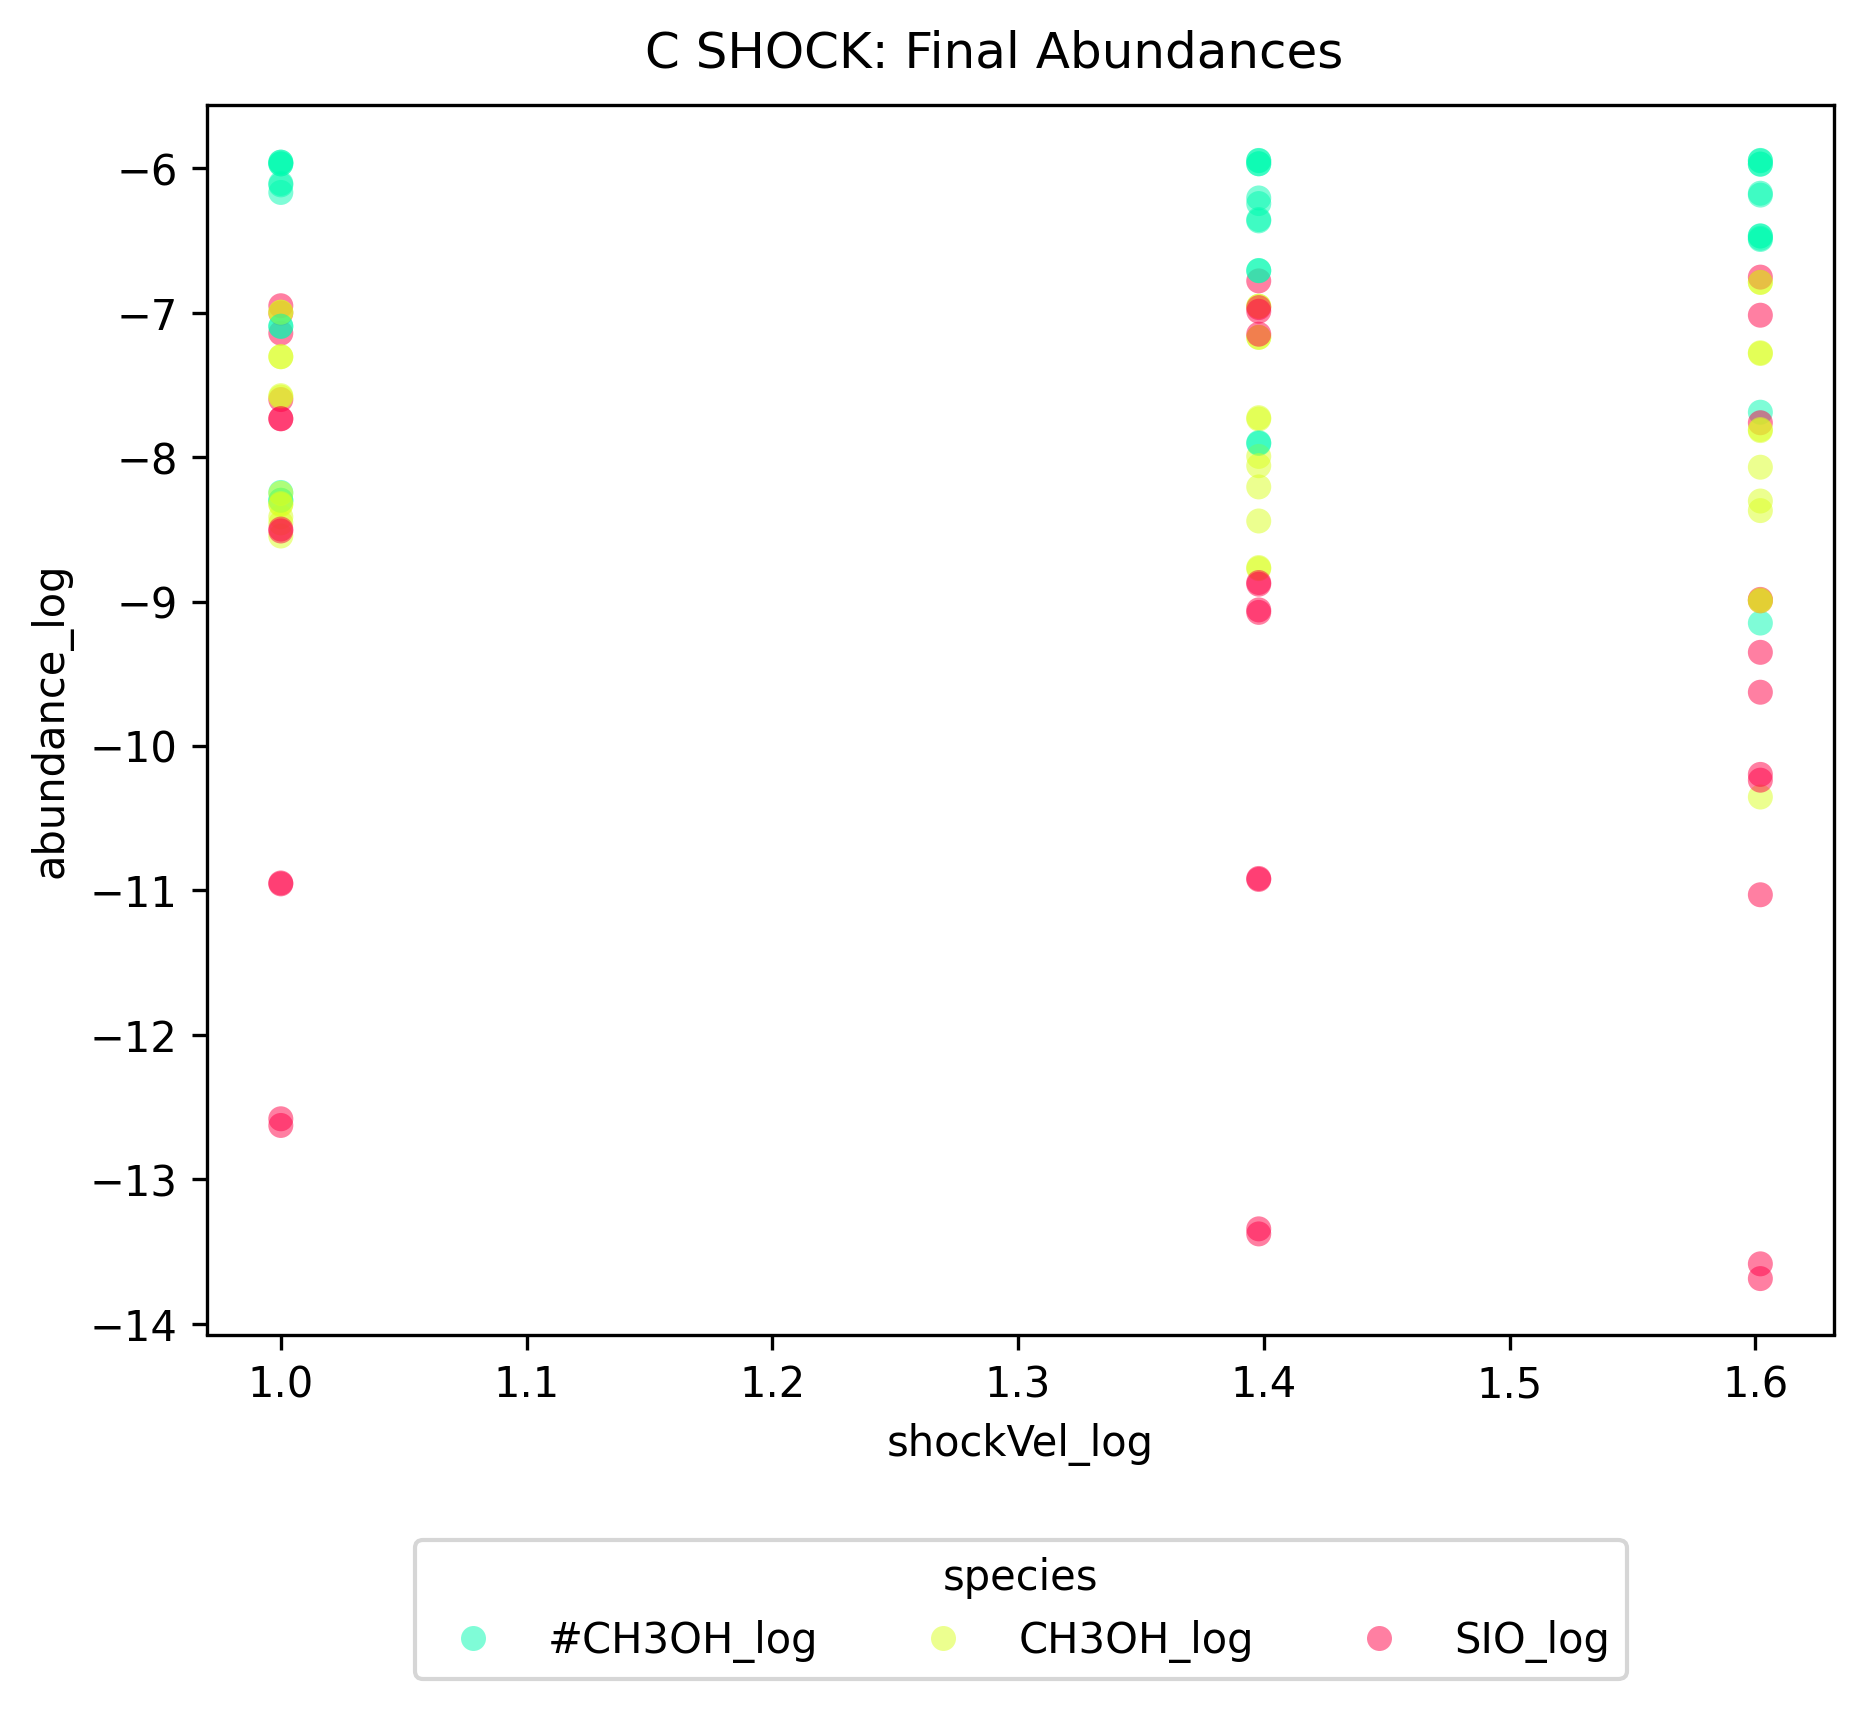 C SHOCK: Final Abundances
−6
−7
−8
−9
−10
−11
−12
−13
−14
abundance_log
1.0 1.1 1.2 1.3 1.4 1.5 1.6
shockVel_log
species
#CH3OH_log CH3OH_log SIO_log